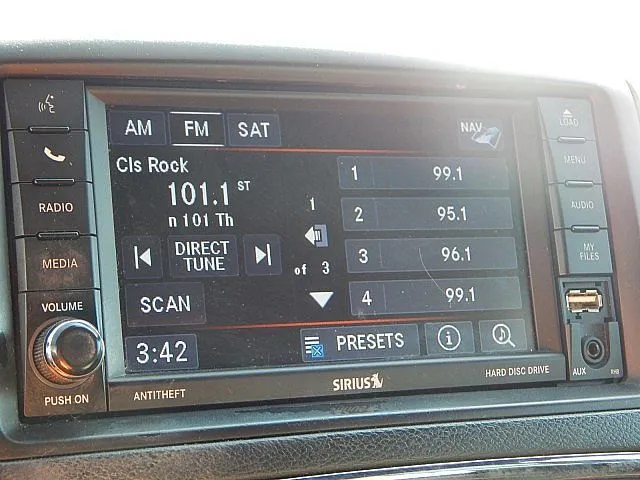 AM FM SAT NAV
Cls Rock
101.1 ST
n 101 Th
DIRECT
TUNE
SCAN
3:42
1
of 3
1 99.1
2 95.1
3 96.1
4 99.1
PRESETS
RADIO
MEDIA
VOLUME
PUSH ON
ANTITHEFT
SIRIUS
HARD DISC DRIVE
LOAD
MENU
AUDIO
MY
FILES
AUX
RHB